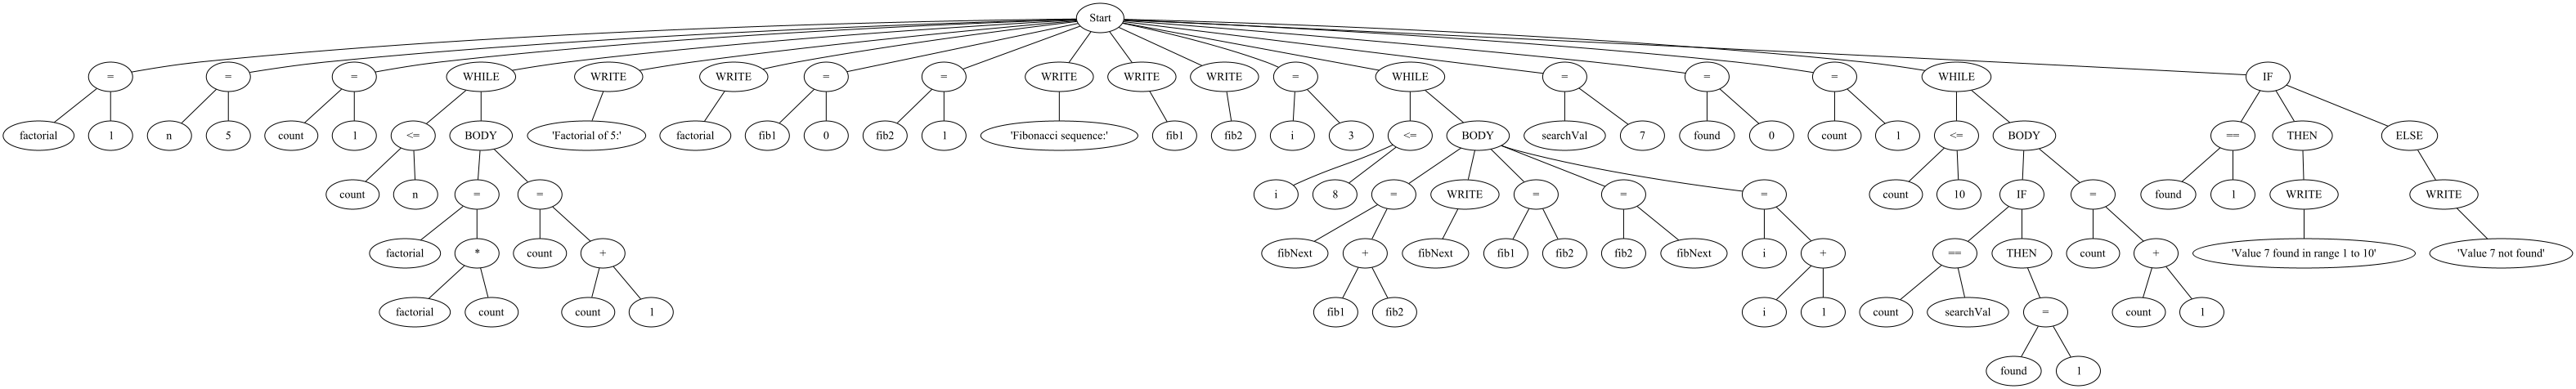 Start
= = = WHILE WRITE WRITE = = WRITE WRITE WRITE = WHILE = = = WHILE IF
factorial 1 n 5 count 1 <= BODY 'Factorial of 5:' factorial fib1 0 fib2 1 'Fibonacci sequence:' fib1 fib2 i 3 <= BODY searchVal 7 found 0 count 1 <= BODY == THEN ELSE
count n = = i 8 = WRITE = = = count 10 IF = found 1 WRITE WRITE
factorial * count + fibNext + fibNext fib1 fib2 fib2 fibNext i + == THEN count + 'Value 7 found in range 1 to 10' 'Value 7 not found'
factorial count count 1 fib1 fib2 i 1 count searchVal = count 1
found 1